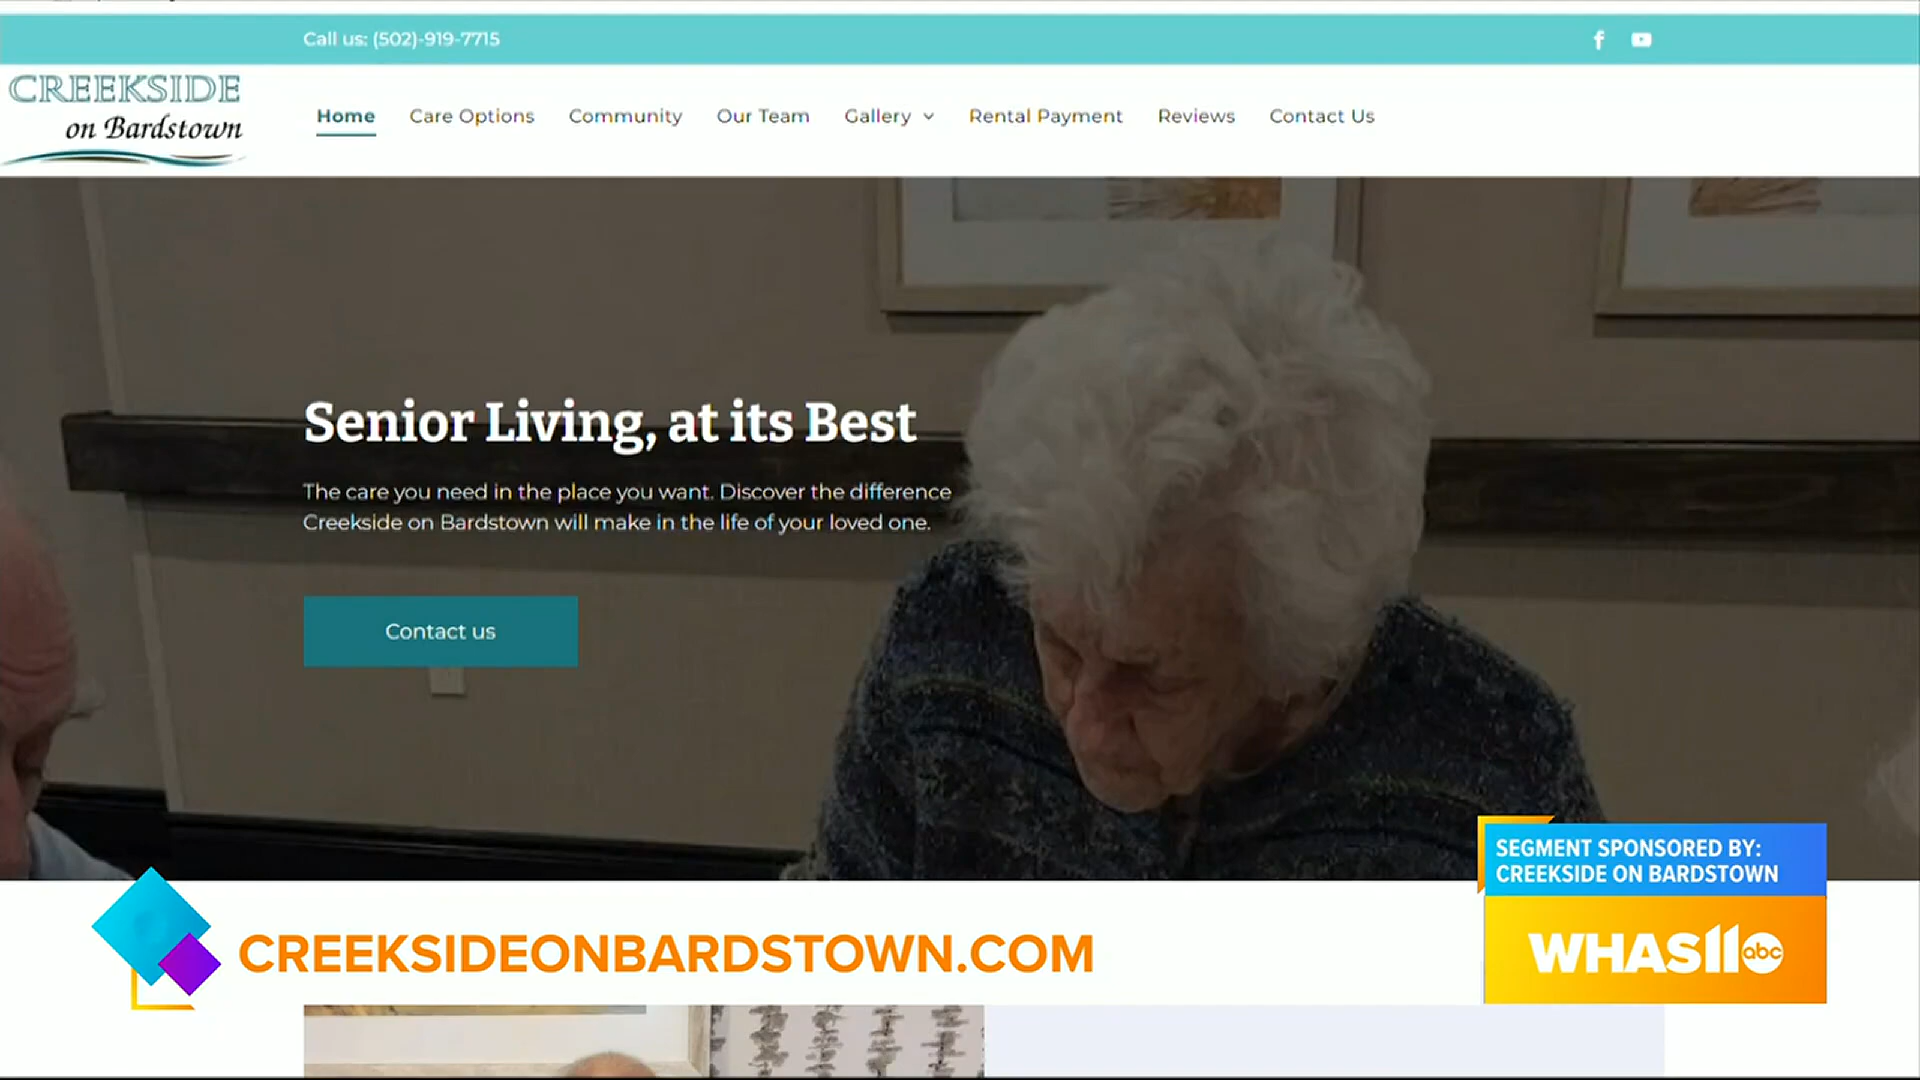 Call us: (502)-919-7715
CREEKSIDE
on Bardstown
Home Care Options Community Our Team Gallery Rental Payment Reviews Contact Us
Senior Living, at its Best
The care you need in the place you want. Discover the difference
Creekside on Bardstown will make in the life of your loved one.
Contact us
SEGMENT SPONSORED BY:
CREEKSIDE ON BARDSTOWN
CREEKSIDEONBARDSTOWN.COM
WHAS11 abc